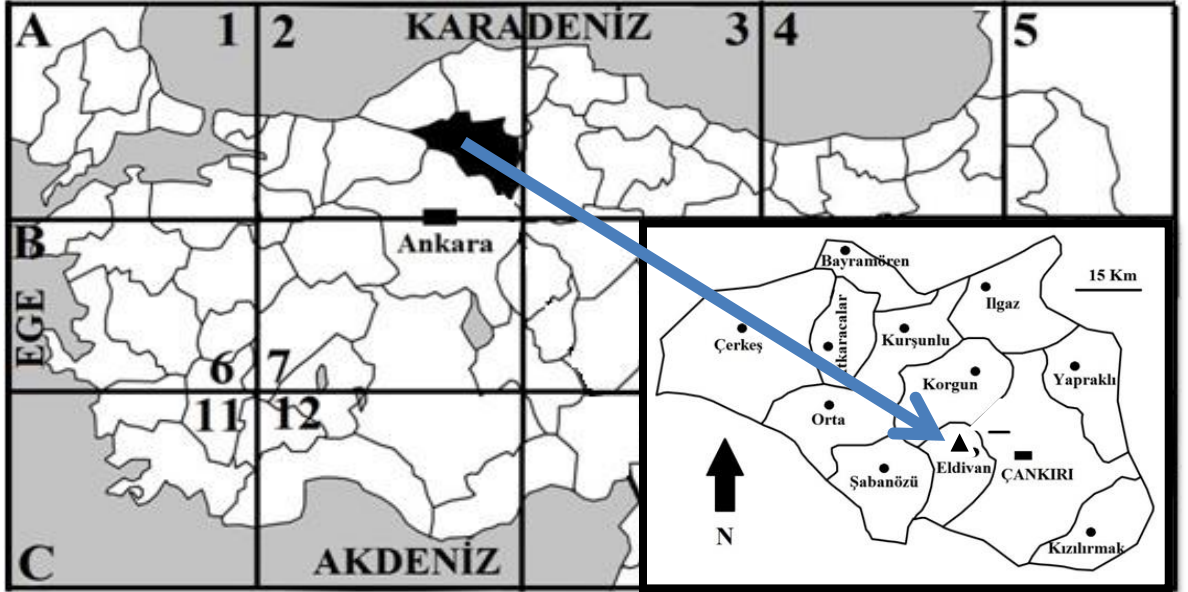 A
1
2
KARADENİZ
3
4
5
B
Ankara
EGE
6
7
11
12
C
AKDENİZ
Bayramören
15 Km
Ilgaz
Çerkeş
Kurşunlu
Korgun
Yapraklı
Orta
Eldivan
ÇANKIRI
Şabanözü
N
Kızılırmak